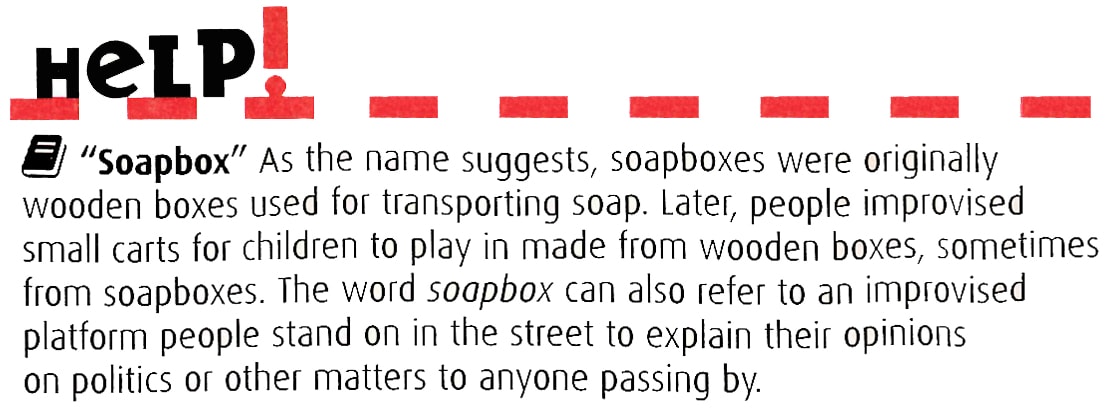 HeLP!
"Soapbox" As the name suggests, soapboxes were originally
wooden boxes used for transporting soap. Later, people improvised
small carts for children to play in made from wooden boxes, sometimes
from soapboxes. The word soapbox can also refer to an improvised
platform people stand on in the street to explain their opinions
on politics or other matters to anyone passing by.